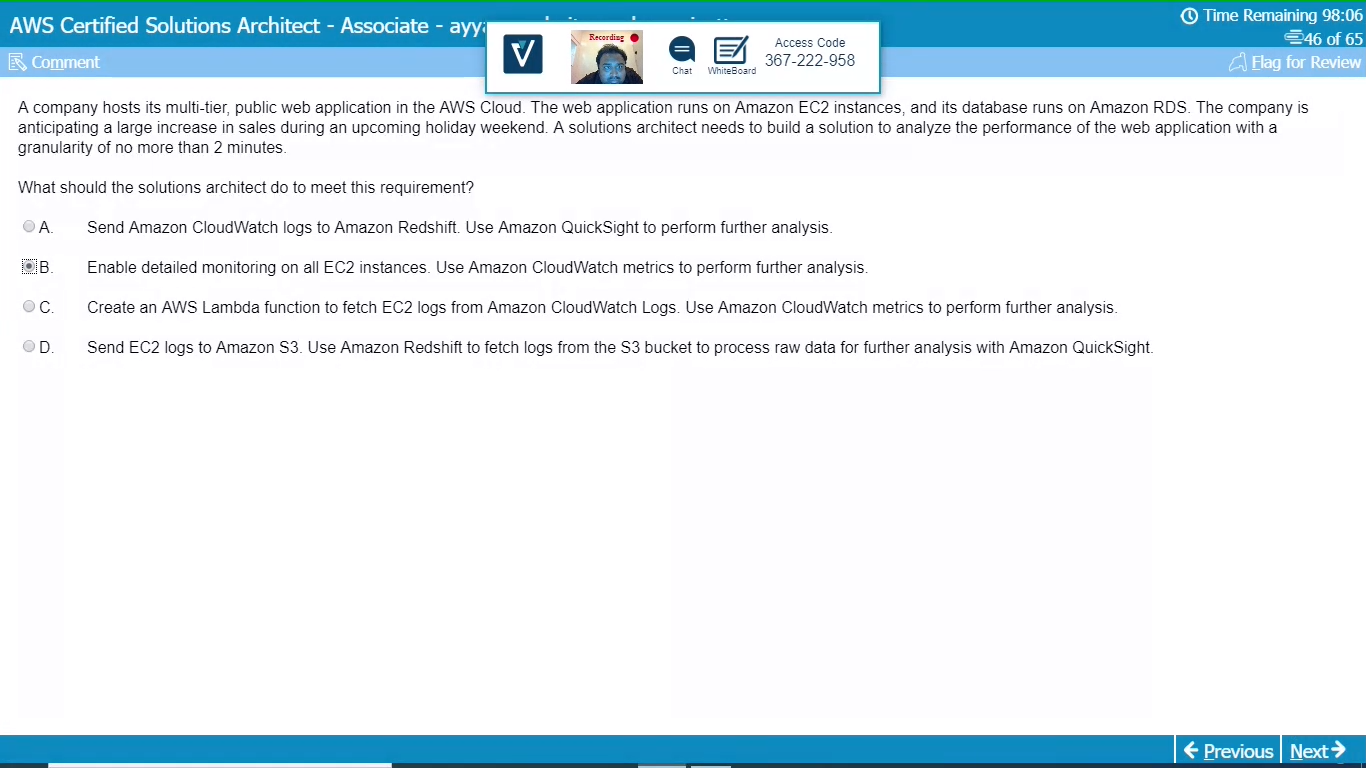 AWS Certified Solutions Architect - Associate - ayy
Time Remaining 98:06
46 of 65
Comment
Flag for Review
Recording
Chat
WhiteBoard
Access Code
367-222-958
A company hosts its multi-tier, public web application in the AWS Cloud. The web application runs on Amazon EC2 instances, and its database runs on Amazon RDS. The company is
anticipating a large increase in sales during an upcoming holiday weekend. A solutions architect needs to build a solution to analyze the performance of the web application with a
granularity of no more than 2 minutes.
What should the solutions architect do to meet this requirement?
A. Send Amazon CloudWatch logs to Amazon Redshift. Use Amazon QuickSight to perform further analysis.
B. Enable detailed monitoring on all EC2 instances. Use Amazon CloudWatch metrics to perform further analysis.
C. Create an AWS Lambda function to fetch EC2 logs from Amazon CloudWatch Logs. Use Amazon CloudWatch metrics to perform further analysis.
D. Send EC2 logs to Amazon S3. Use Amazon Redshift to fetch logs from the S3 bucket to process raw data for further analysis with Amazon QuickSight.
Previous
Next